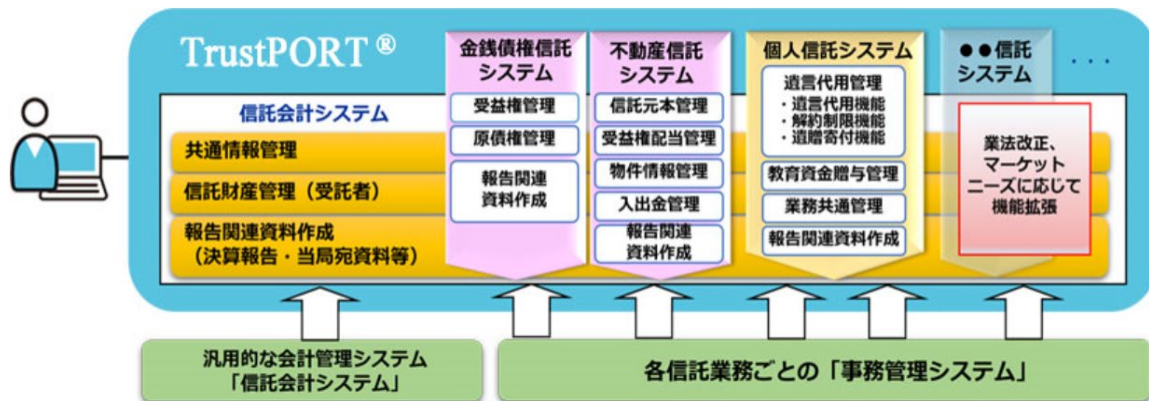 TrustPORT®
金銭債権信託
システム
受益権管理
原債権管理
報告関連
資料作成
不動産信託
システム
信託元本管理
受益権配当管理
物件情報管理
入出金管理
報告関連
資料作成
個人信託システム
遺言代用管理
・遺言代用機能
・解約制限機能
・遺贈寄付機能
教育資金贈与管理
業務共通管理
報告関連資料作成
●●信託
システム
・・・
業法改正、
マーケット
ニーズに応じて
機能拡張
信託会計システム
共通情報管理
信託財産管理(受託者)
報告関連資料作成
(決算報告・当局宛資料等)
汎用的な会計管理システム
「信託会計システム」
各信託業務ごとの「事務管理システム」